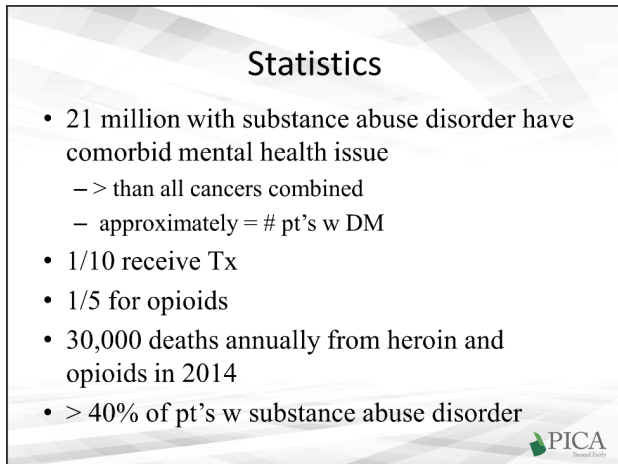 Statistics
• 21 million with substance abuse disorder have
comorbid mental health issue
– > than all cancers combined
– approximately = # pt’s w DM
• 1/10 receive Tx
• 1/5 for opioids
• 30,000 deaths annually from heroin and
opioids in 2014
• > 40% of pt’s w substance abuse disorder
PICA
Treated Fairly